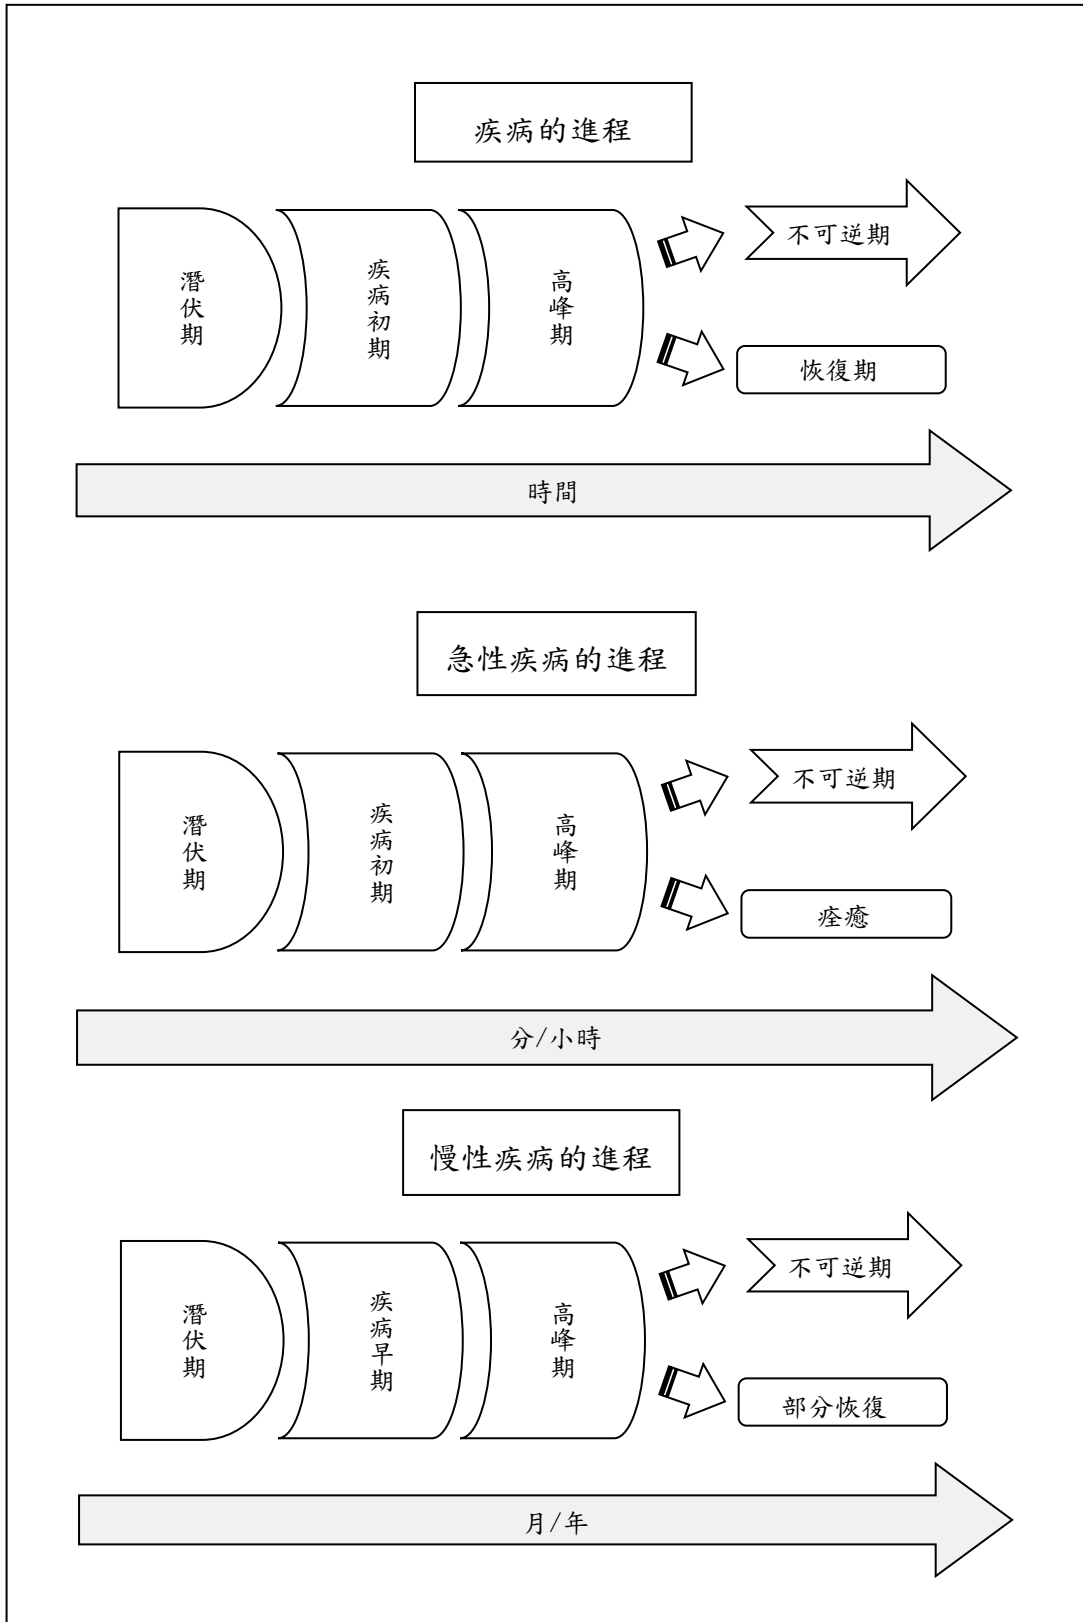 疾病的進程
潛伏期
疾病初期
高峰期
不可逆期
恢復期
時間
急性疾病的進程
潛伏期
疾病初期
高峰期
不可逆期
痊癒
分/小時
慢性疾病的進程
潛伏期
疾病早期
高峰期
不可逆期
部分恢復
月/年